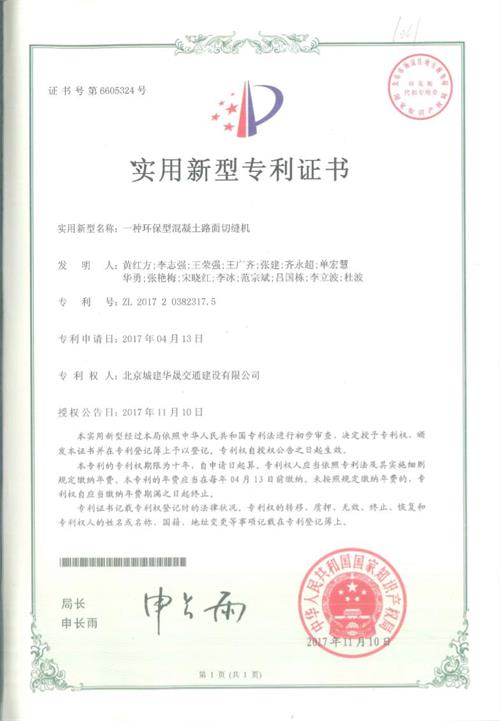 证书号第6605324号
实用新型专利证书
实用新型名称:一种环保型混凝土路面切缝机
发 明 人:黄红方;李志强;王荣强;王广齐;张建;齐永超;单宏慧
华勇;张艳梅;宋晓红;李冰;范宗斌;吕国栋;李立波;杜波
专 利 号:ZL 2017 2 0382317.5
专利申请日:2017年04月13日
专 利 权 人:北京城建华晟交通建设有限公司
授权公告日:2017年11月10日
本实用新型经过本局依照中华人民共和国专利法进行初步审查,决定授予专利权,颁
发本证书并在专利登记簿上予以登记。专利权自授权公告之日起生效。
本专利的专利权期限为十年,自申请日起算。专利权人应当依照专利法及其实施细则
规定缴纳年费。本专利的年费应当在每年04月13日前缴纳。未按照规定缴纳年费的,专
利权自应当缴纳年费期满之日起终止。
专利证书记载专利权登记时的法律状况。专利权的转移、质押、无效、终止、恢复和
专利权人的姓名或名称、国籍、地址变更等事项记载在专利登记簿上。
局长
申长雨
申长雨
中华人民共和国国家知识产权局
2017年11月10日
第 1 页 (共 1 页)